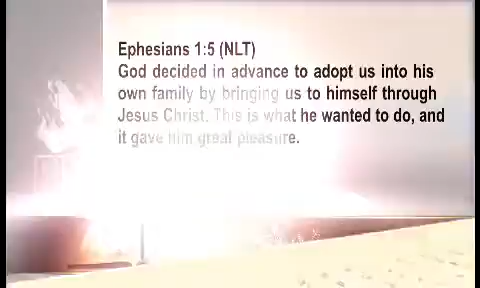 Ephesians 1:5 (NLT)
God decided in advance to adopt us into his
own family by bringing us to himself through
Jesus Christ. This is what he wanted to do, and
it gave him great pleasure.